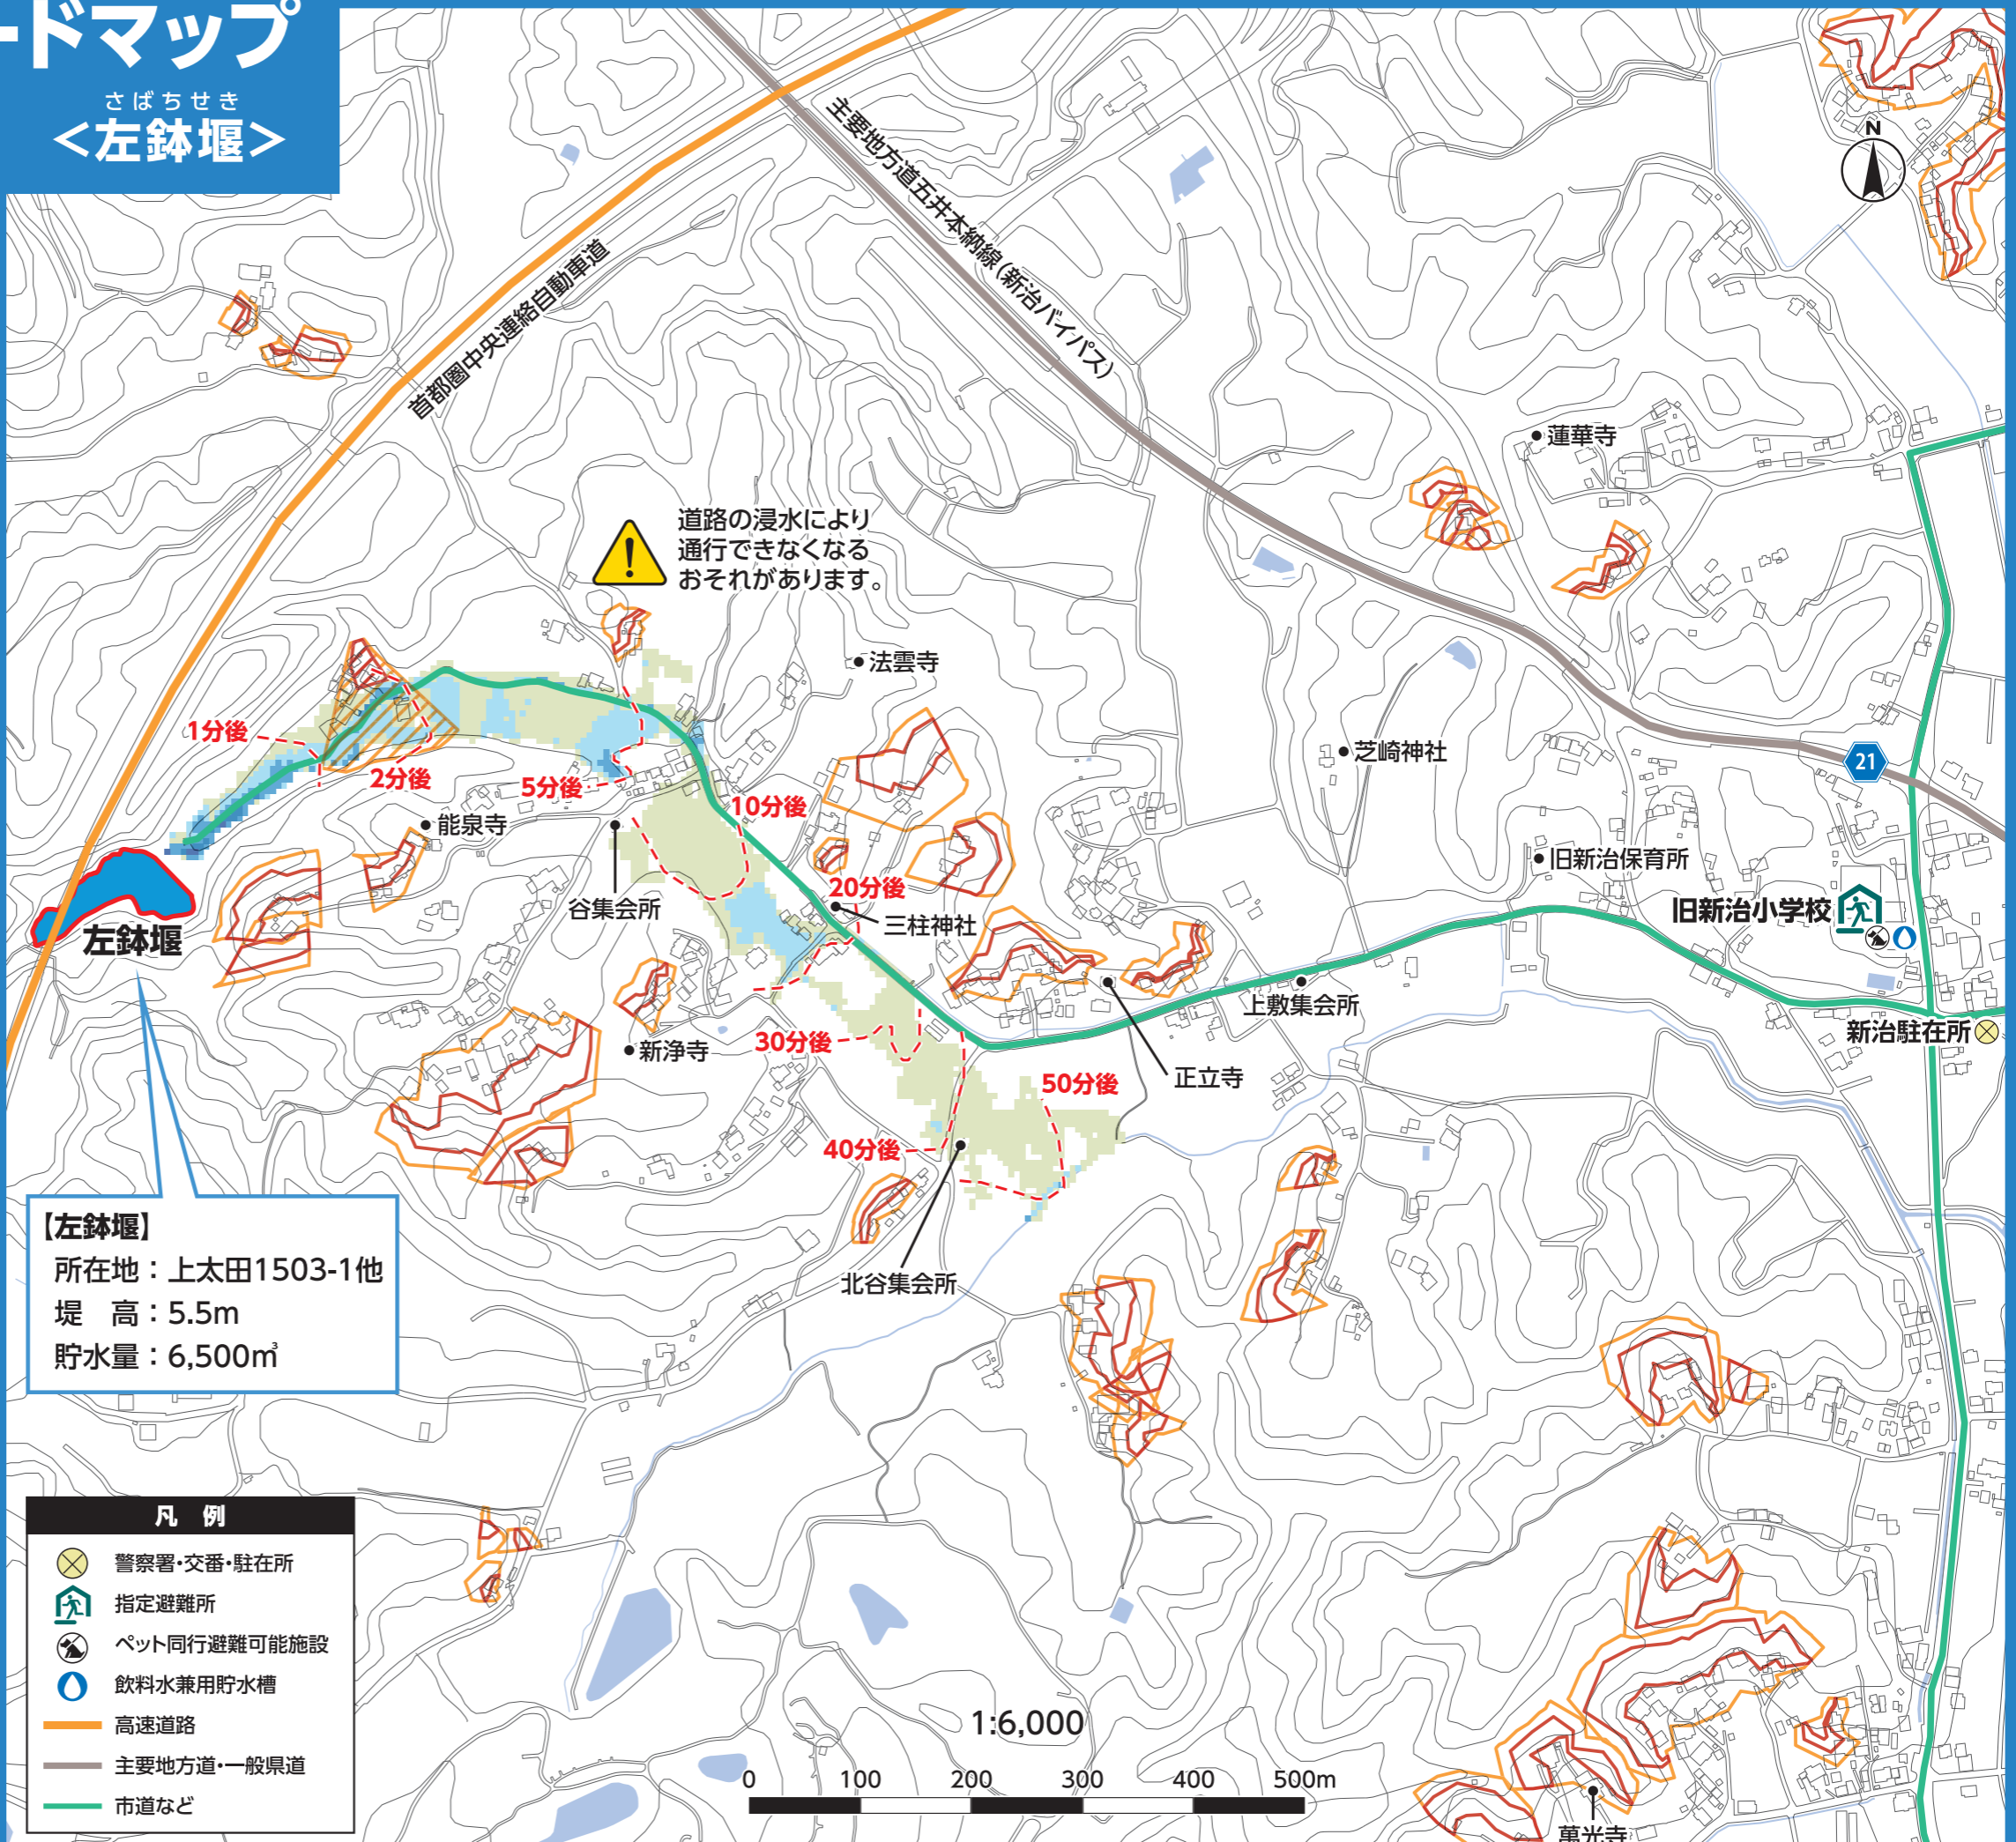 ードマップ
さばちせき
<左鉢堰>
N
主要地方道五井本納線(新治バイパス)
首都圏中央連絡自動車道
蓮華寺
道路の浸水により
通行できなくなる
おそれがあります。
法雲寺
1分後
2分後
5分後
10分後
芝崎神社
21
能泉寺
谷集会所
20分後
三柱神社
旧新治保育所
旧新治小学校
左鉢堰
上敷集会所
新治駐在所
新浄寺
30分後
正立寺
50分後
40分後
北谷集会所
【左鉢堰】
所在地:上太田1503-1他
堤 高:5.5m
貯水量:6,500㎥
凡 例
警察署・交番・駐在所
指定避難所
ペット同行避難可能施設
飲料水兼用貯水槽
高速道路
主要地方道・一般県道
市道など
1:6,000
0 100 200 300 400 500m
萬光寺